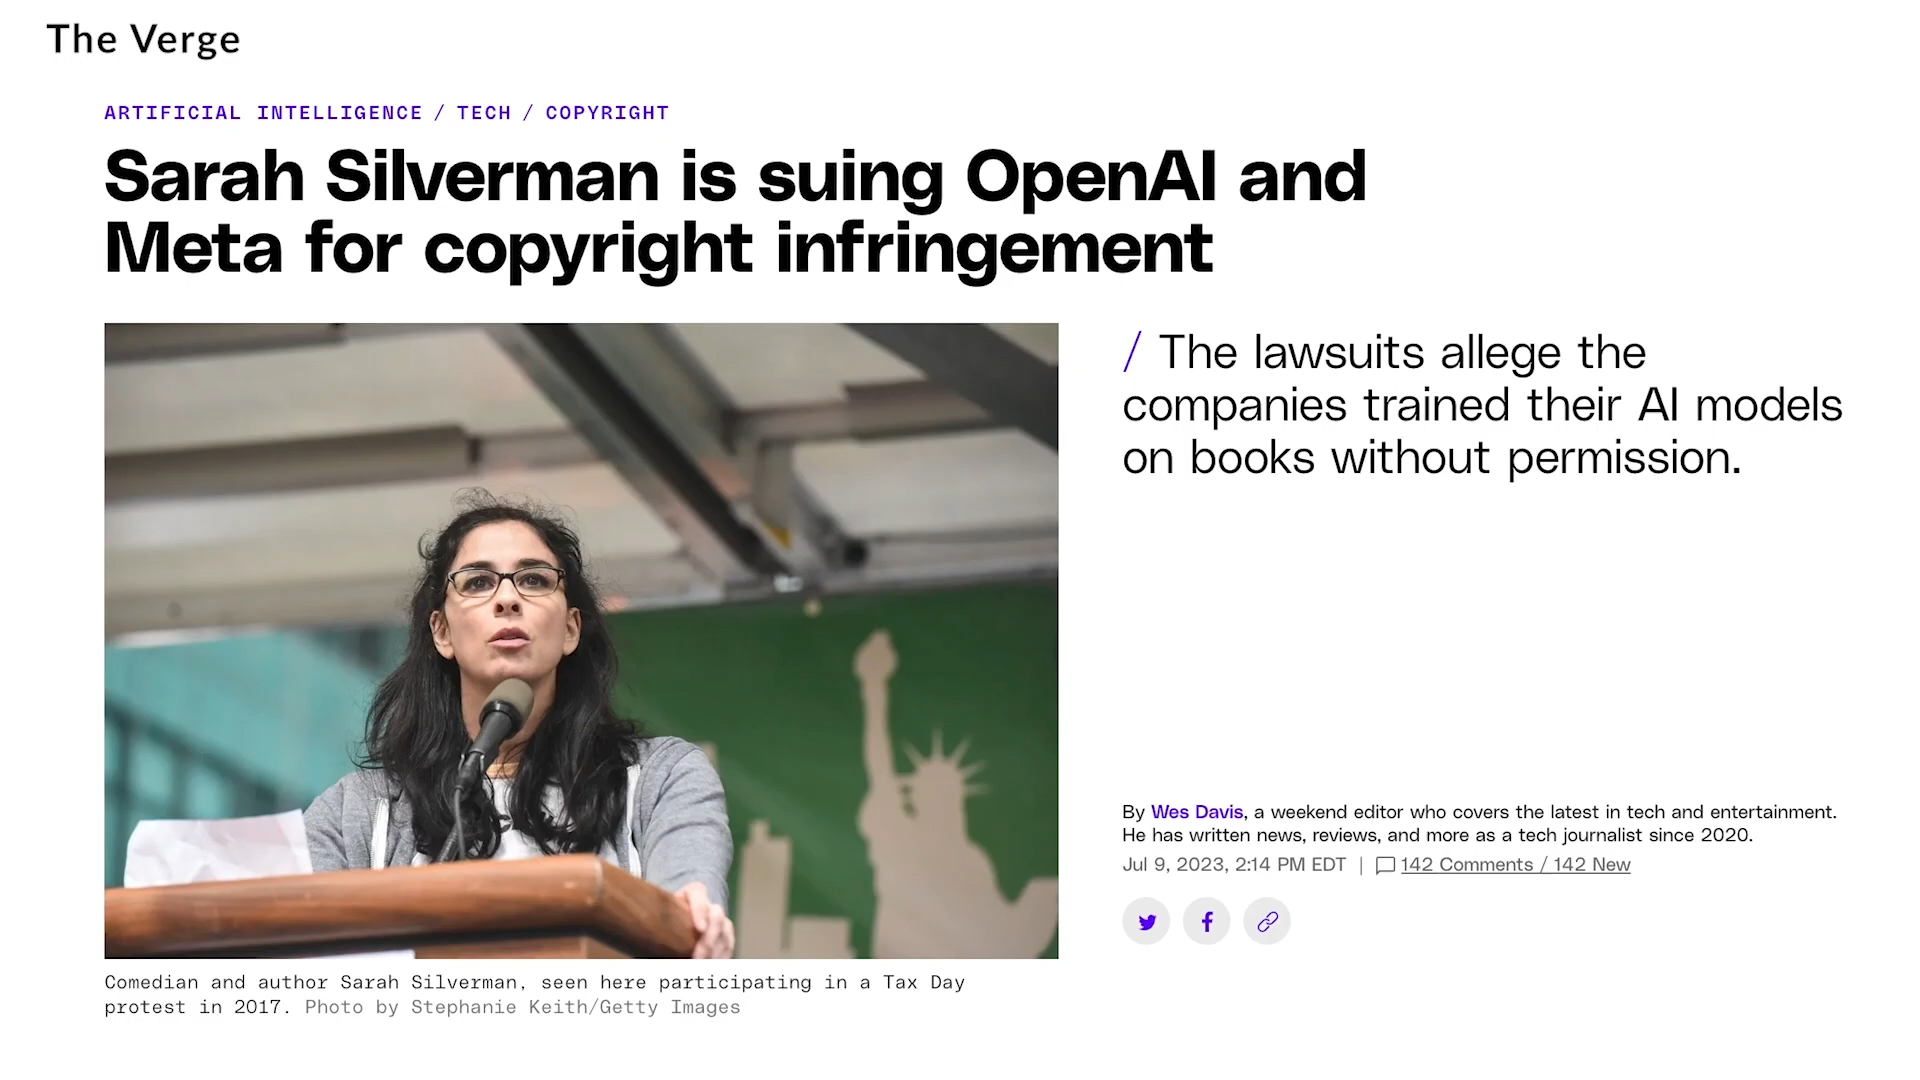 The Verge
ARTIFICIAL INTELLIGENCE / TECH / COPYRIGHT
Sarah Silverman is suing OpenAI and
Meta for copyright infringement
/ The lawsuits allege the
companies trained their AI models
on books without permission.
By Wes Davis, a weekend editor who covers the latest in tech and entertainment.
He has written news, reviews, and more as a tech journalist since 2020.
Jul 9, 2023, 2:14 PM EDT | 142 Comments / 142 New
Comedian and author Sarah Silverman, seen here participating in a Tax Day
protest in 2017. Photo by Stephanie Keith/Getty Images